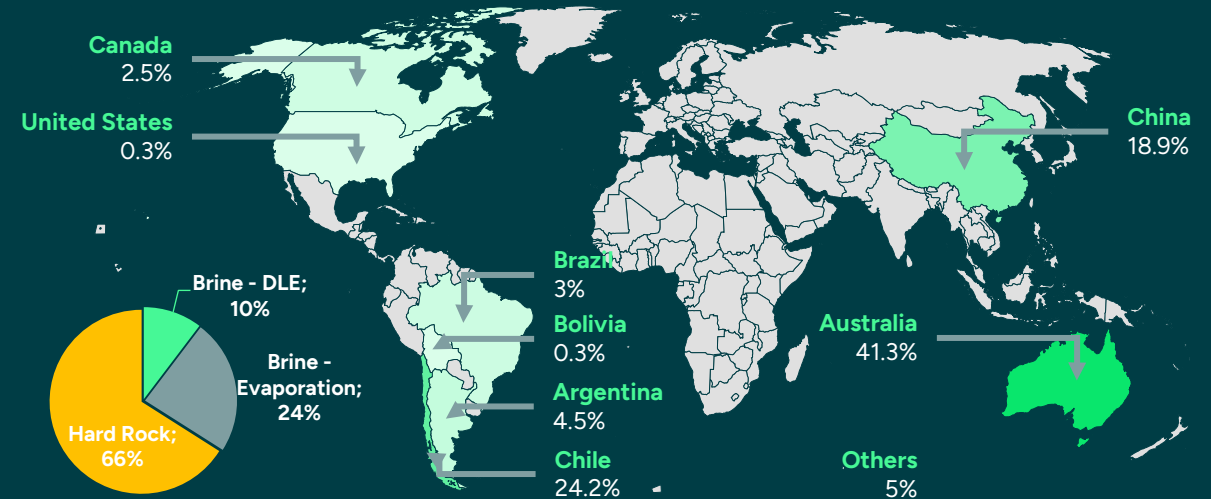 Canada
2.5%
United States
0.3%
China
18.9%
Brazil
3%
Bolivia
0.3%
Argentina
4.5%
Chile
24.2%
Australia
41.3%
Others
5%
Brine - DLE;
10%
Brine -
Evaporation;
24%
Hard Rock;
66%